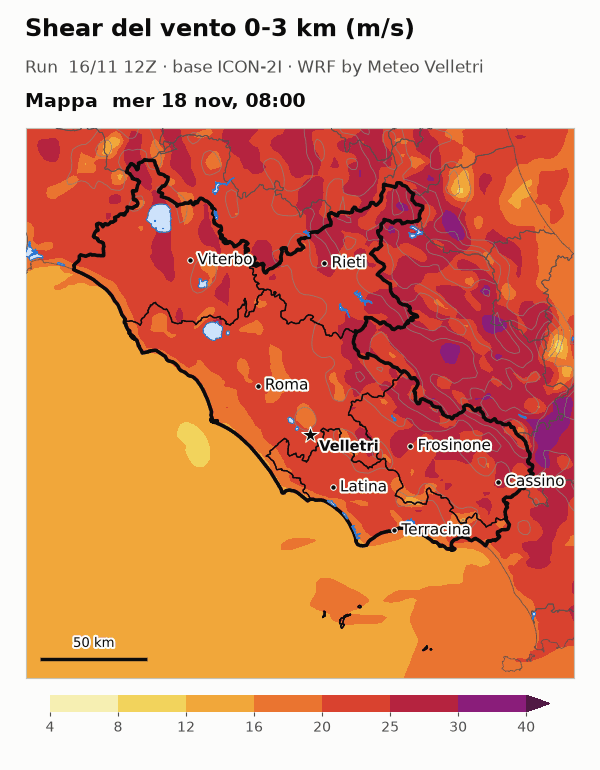 Shear del vento 0-3 km (m/s)
Run  16/11 12Z · base ICON-2I · WRF by Meteo Velletri
Mappa  mer 18 nov, 08:00
Viterbo
Rieti
Roma
Velletri
Frosinone
Cassino
Latina
Terracina
50 km
4 8 12 16 20 25 30 40